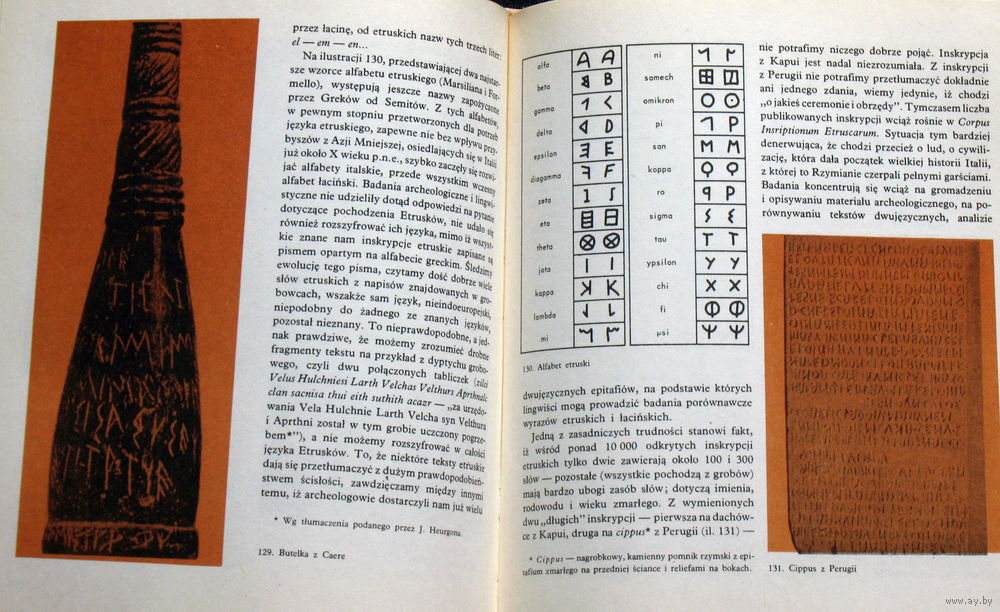 przez łacinę, od etruskich nazw tych trzech liter:
el — em — en...
Na ilustracji 130, przedstawiającej dwa najstar-
sze wzorce alfabetu etruskiego (Marsiliana i For-
mello), występują jeszcze nazwy zapożyczone
przez Greków od Semitów. Z tych alfabetów,
w pewnym stopniu przetworzonych dla potrzeb
języka etruskiego, zapewne nie bez wpływu przy-
byszów z Azji Mniejszej, osiedlających się w Italii
już około X wieku p.n.e., szybko zaczęły się rozwi-
jać alfabety italskie, przede wszystkim wczesny
alfabet łaciński. Badania archeologiczne i lingwi-
styczne nie udzieliły dotąd odpowiedzi na pytanie
dotyczące pochodzenia Etrusków, nie udało się
również rozszyfrować ich języka, mimo iż wszyst-
kie znane nam inskrypcje etruskie zapisane są
pismem opartym na alfabecie greckim. Śledzimy
ewolucję tego pisma, czytamy dość dobrze wiele
słów etruskich z napisów znajdowanych w gro-
bowcach, wszakże sam język, nieindoeuropejski,
niepodobny do żadnego ze znanych języków,
pozostał nieznany. To nieprawdopodobne, a jed-
nak prawdziwe, że możemy zrozumieć drobne
fragmenty tekstu na przykład z dyptychu grobo-
wego, czyli dwu połączonych tabliczek (zilci
Velus Hulchniesi Larth Velchas Velthurs Aprthnalc
clan sacnisa thui eith suthith acazr — „za urzędo-
wania Vela Hulchnie Larth Velcha syn Velthura
i Aprthni został w tym grobie uczczony pogrze-
bem*”), a nie możemy rozszyfrować w całości
języka Etrusków. To, że niektóre teksty etruskie
dają się przetłumaczyć z dużym prawdopodobień-
stwem ścisłości, zawdzięczamy między innymi
temu, iż archeologowie dostarczyli nam już wielu
* Wg tłumaczenia podanego przez J. Heurgona.
129. Butelka z Caere
alfa A A
beta B
gamma
delta D
epsilon E
diagamma F
zeta
eta
theta
jota I I
kappa K
lambda
mi
ni
samech
omikron
pi P
san M M
koppa
ro P
sigma
tau T T
ypsilon Y Y
chi X X
fi
psi
130. Alfabet etruski
dwujęzycznych epitafiów, na podstawie których
lingwiści mogą prowadzić badania porównawcze
wyrazów etruskich i łacińskich.
Jedną z zasadniczych trudności stanowi fakt,
iż wśród ponad 10 000 odkrytych inskrypcji
etruskich tylko dwie zawierają około 100 i 300
słów — pozostałe (wszystkie pochodzą z grobów)
mają bardzo ubogi zasób słów; dotyczą imienia,
rodowodu i wieku zmarłego. Z wymienionych
dwu „długich” inskrypcji — pierwsza na dachów-
ce z Kapui, druga na cippus* z Perugii (il. 131) —
* Cippus — nagrobkowy, kamienny pomnik rzymski z epi-
tafium zmarłego na przedniej ściance i reliefami na bokach.
nie potrafimy niczego dobrze pojąć. Inskrypcja
z Kapui jest nadal niezrozumiała. Z inskrypcji
z Perugii nie potrafimy przetłumaczyć dokładnie
ani jednego zdania, wiemy jedynie, iż chodzi
„o jakieś ceremonie i obrzędy”. Tymczasem liczba
publikowanych inskrypcji wciąż rośnie w Corpus
Insriptionum Etruscarum. Sytuacja tym bardziej
denerwująca, że chodzi przecież o lud, o cywili-
zację, która dała początek wielkiej historii Italii,
z której to Rzymianie czerpali pełnymi garściami.
Badania koncentrują się wciąż na gromadzeniu
i opisywaniu materiału archeologicznego, na po-
równywaniu tekstów dwujęzycznych, analizie
131. Cippus z Perugii
www.ay.by